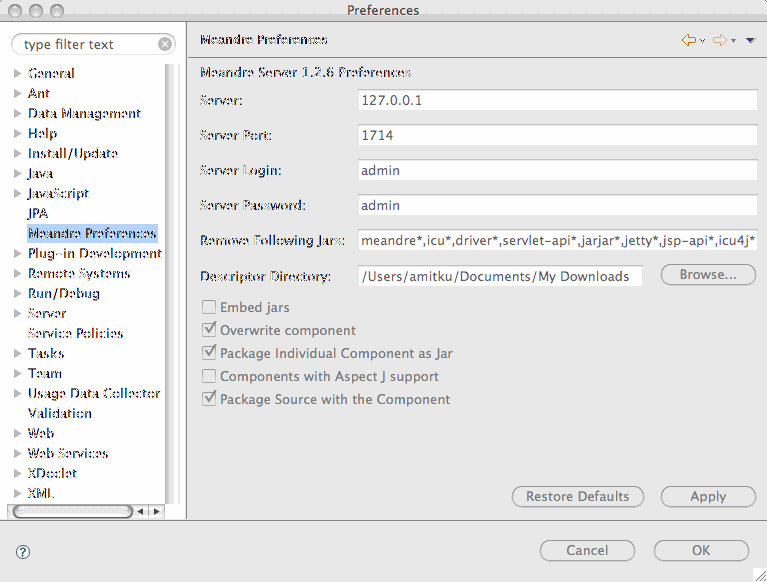 Preferences
type filter text
General
Ant
Data Management
Help
Install/Update
Java
JavaScript
JPA
Meandre Preferences
Plug-in Development
Remote Systems
Run/Debug
Server
Service Policies
Tasks
Team
Usage Data Collector
Validation
Web
Web Services
XDoclet
XML
Meandre Preferences
Meandre Server 1.2.6 Preferences
Server: 127.0.0.1
Server Port: 1714
Server Login: admin
Server Password: admin
Remove Following Jars: meandre*,icu*,driver*,servlet-api*,jarjar*,jetty*,jsp-api*,icu4j*
Descriptor Directory: /Users/amitku/Documents/My Downloads Browse...
Embed jars
Overwrite component
Package Individual Component as Jar
Components with Aspect J support
Package Source with the Component
Restore Defaults Apply
? Cancel OK